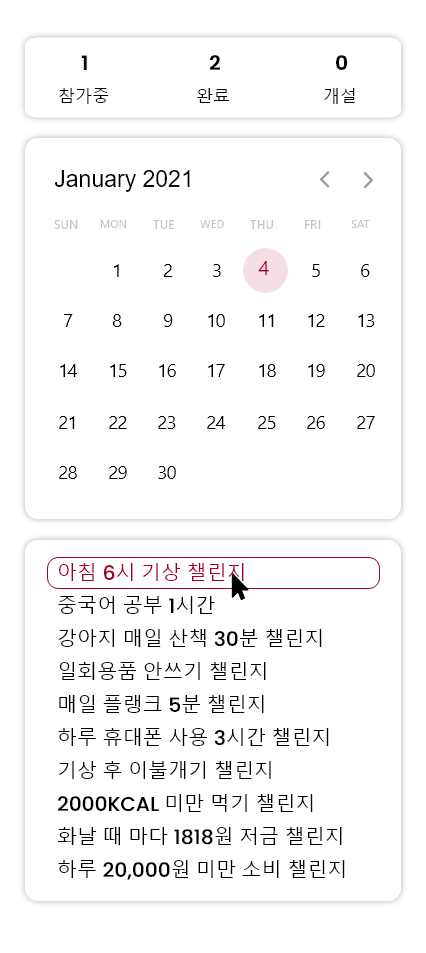 1 2 0
참가중 완료 개설
January 2021
SUN MON TUE WED THU FRI SAT
1 2 3 4 5 6
7 8 9 10 11 12 13
14 15 16 17 18 19 20
21 22 23 24 25 26 27
28 29 30
아침 6시 기상 챌린지
중국어 공부 1시간
강아지 매일 산책 30분 챌린지
일회용품 안쓰기 챌린지
매일 플랭크 5분 챌린지
하루 휴대폰 사용 3시간 챌린지
기상 후 이불개기 챌린지
2000KCAL 미만 먹기 챌린지
화날 때 마다 1818원 저금 챌린지
하루 20,000원 미만 소비 챌린지